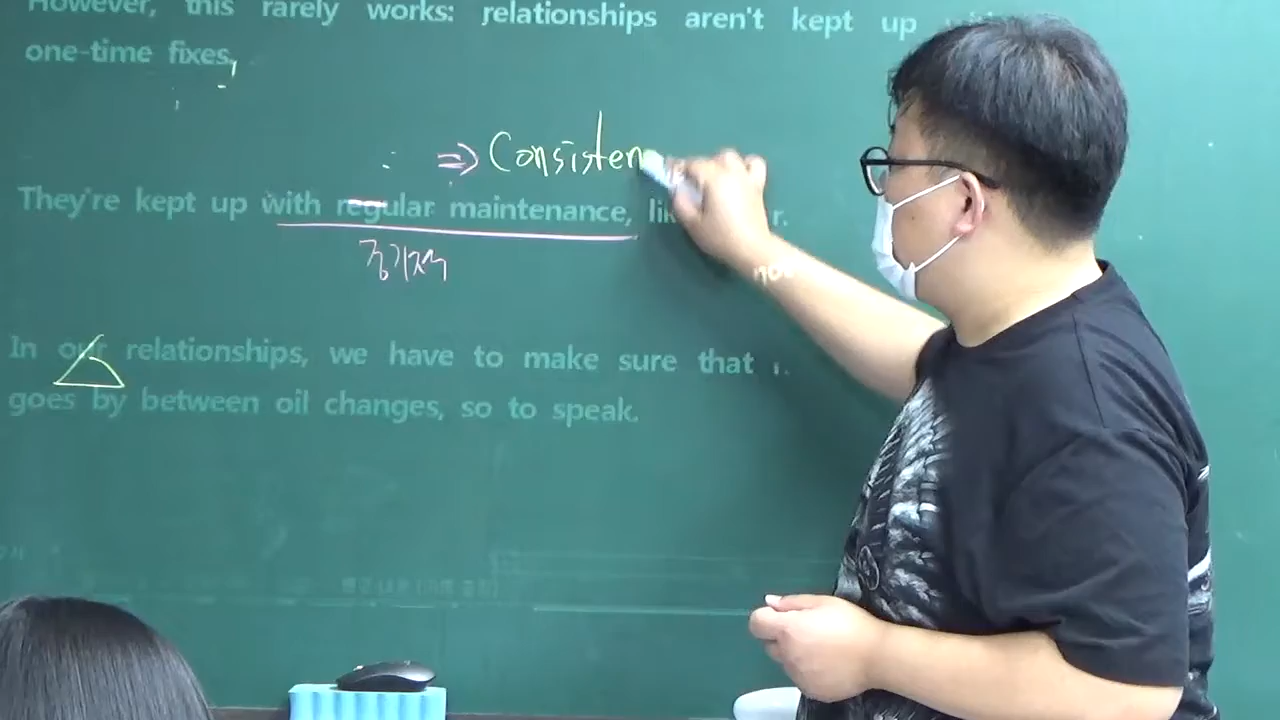 However, this rarely works: relationships aren't kept up
one-time fixes.
⇒ Consisten
They're kept up with regular maintenance,
정기적
In our relationships, we have to make sure that
goes by between oil changes, so to speak.